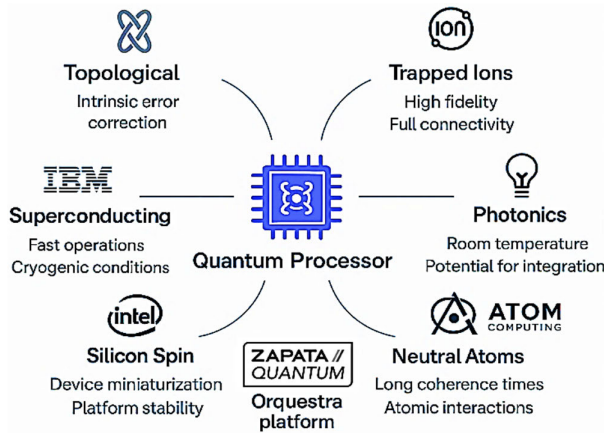 Topological
Intrinsic error
correction
ION
Trapped Ions
High fidelity
Full connectivity
IBM
Superconducting
Fast operations
Cryogenic conditions
Quantum Processor
Photonics
Room temperature
Potential for integration
intel
Silicon Spin
Device miniaturization
Platform stability
ZAPATA //
QUANTUM
Orquestra
platform
ATOM
COMPUTING
Neutral Atoms
Long coherence times
Atomic interactions